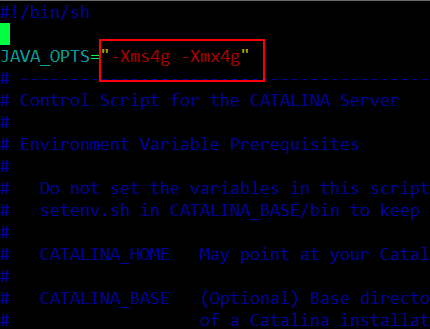 #!/bin/sh
JAVA_OPTS="-Xms4g -Xmx4g"
# -----------------------------------------
# Control Script for the CATALINA Server
#
# Environment Variable Prerequisites
#
#   Do not set the variables in this script
#   setenv.sh in CATALINA_BASE/bin to keep
#
#   CATALINA_HOME   May point at your Catal
#
#   CATALINA_BASE   (Optional) Base directo
#                   of a Catalina installat